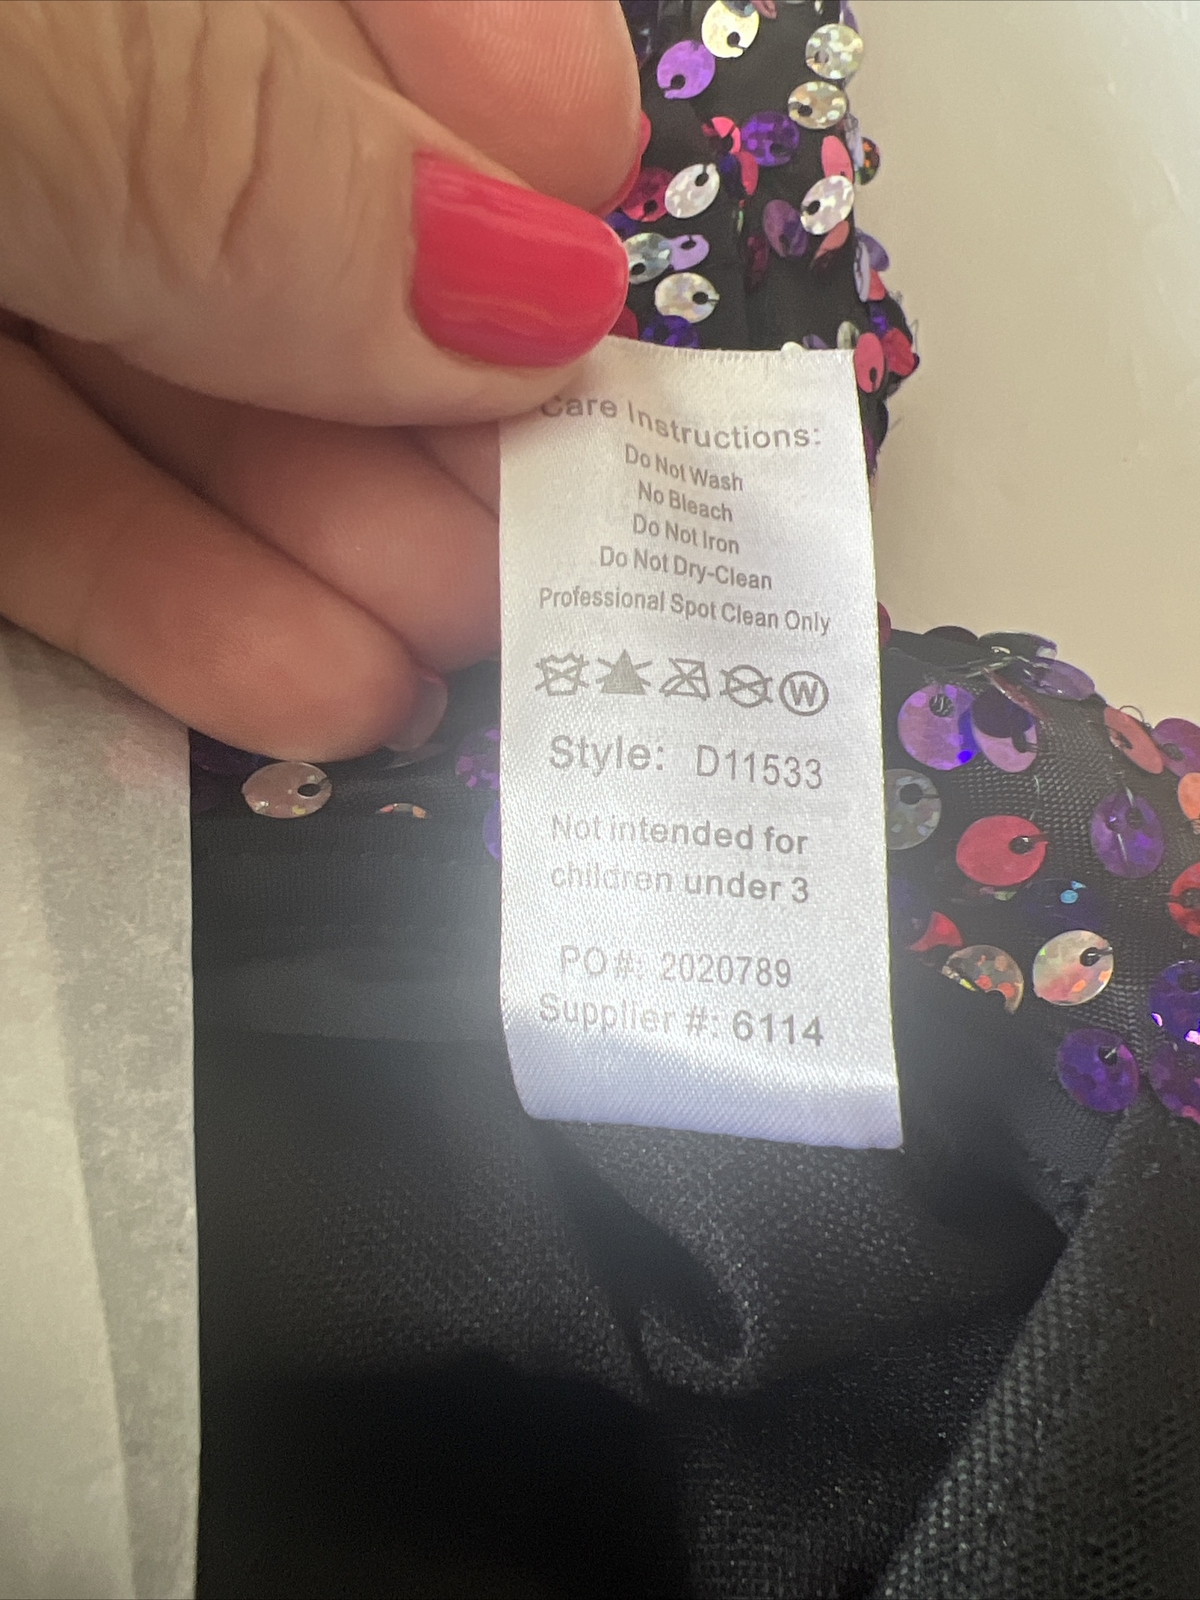 Care Instructions:
Do Not Wash
No Bleach
Do Not Iron
Do Not Dry-Clean
Professional Spot Clean Only
W
Style: D11533
Not intended for
children under 3
PO#: 2020789
Supplier #: 6114